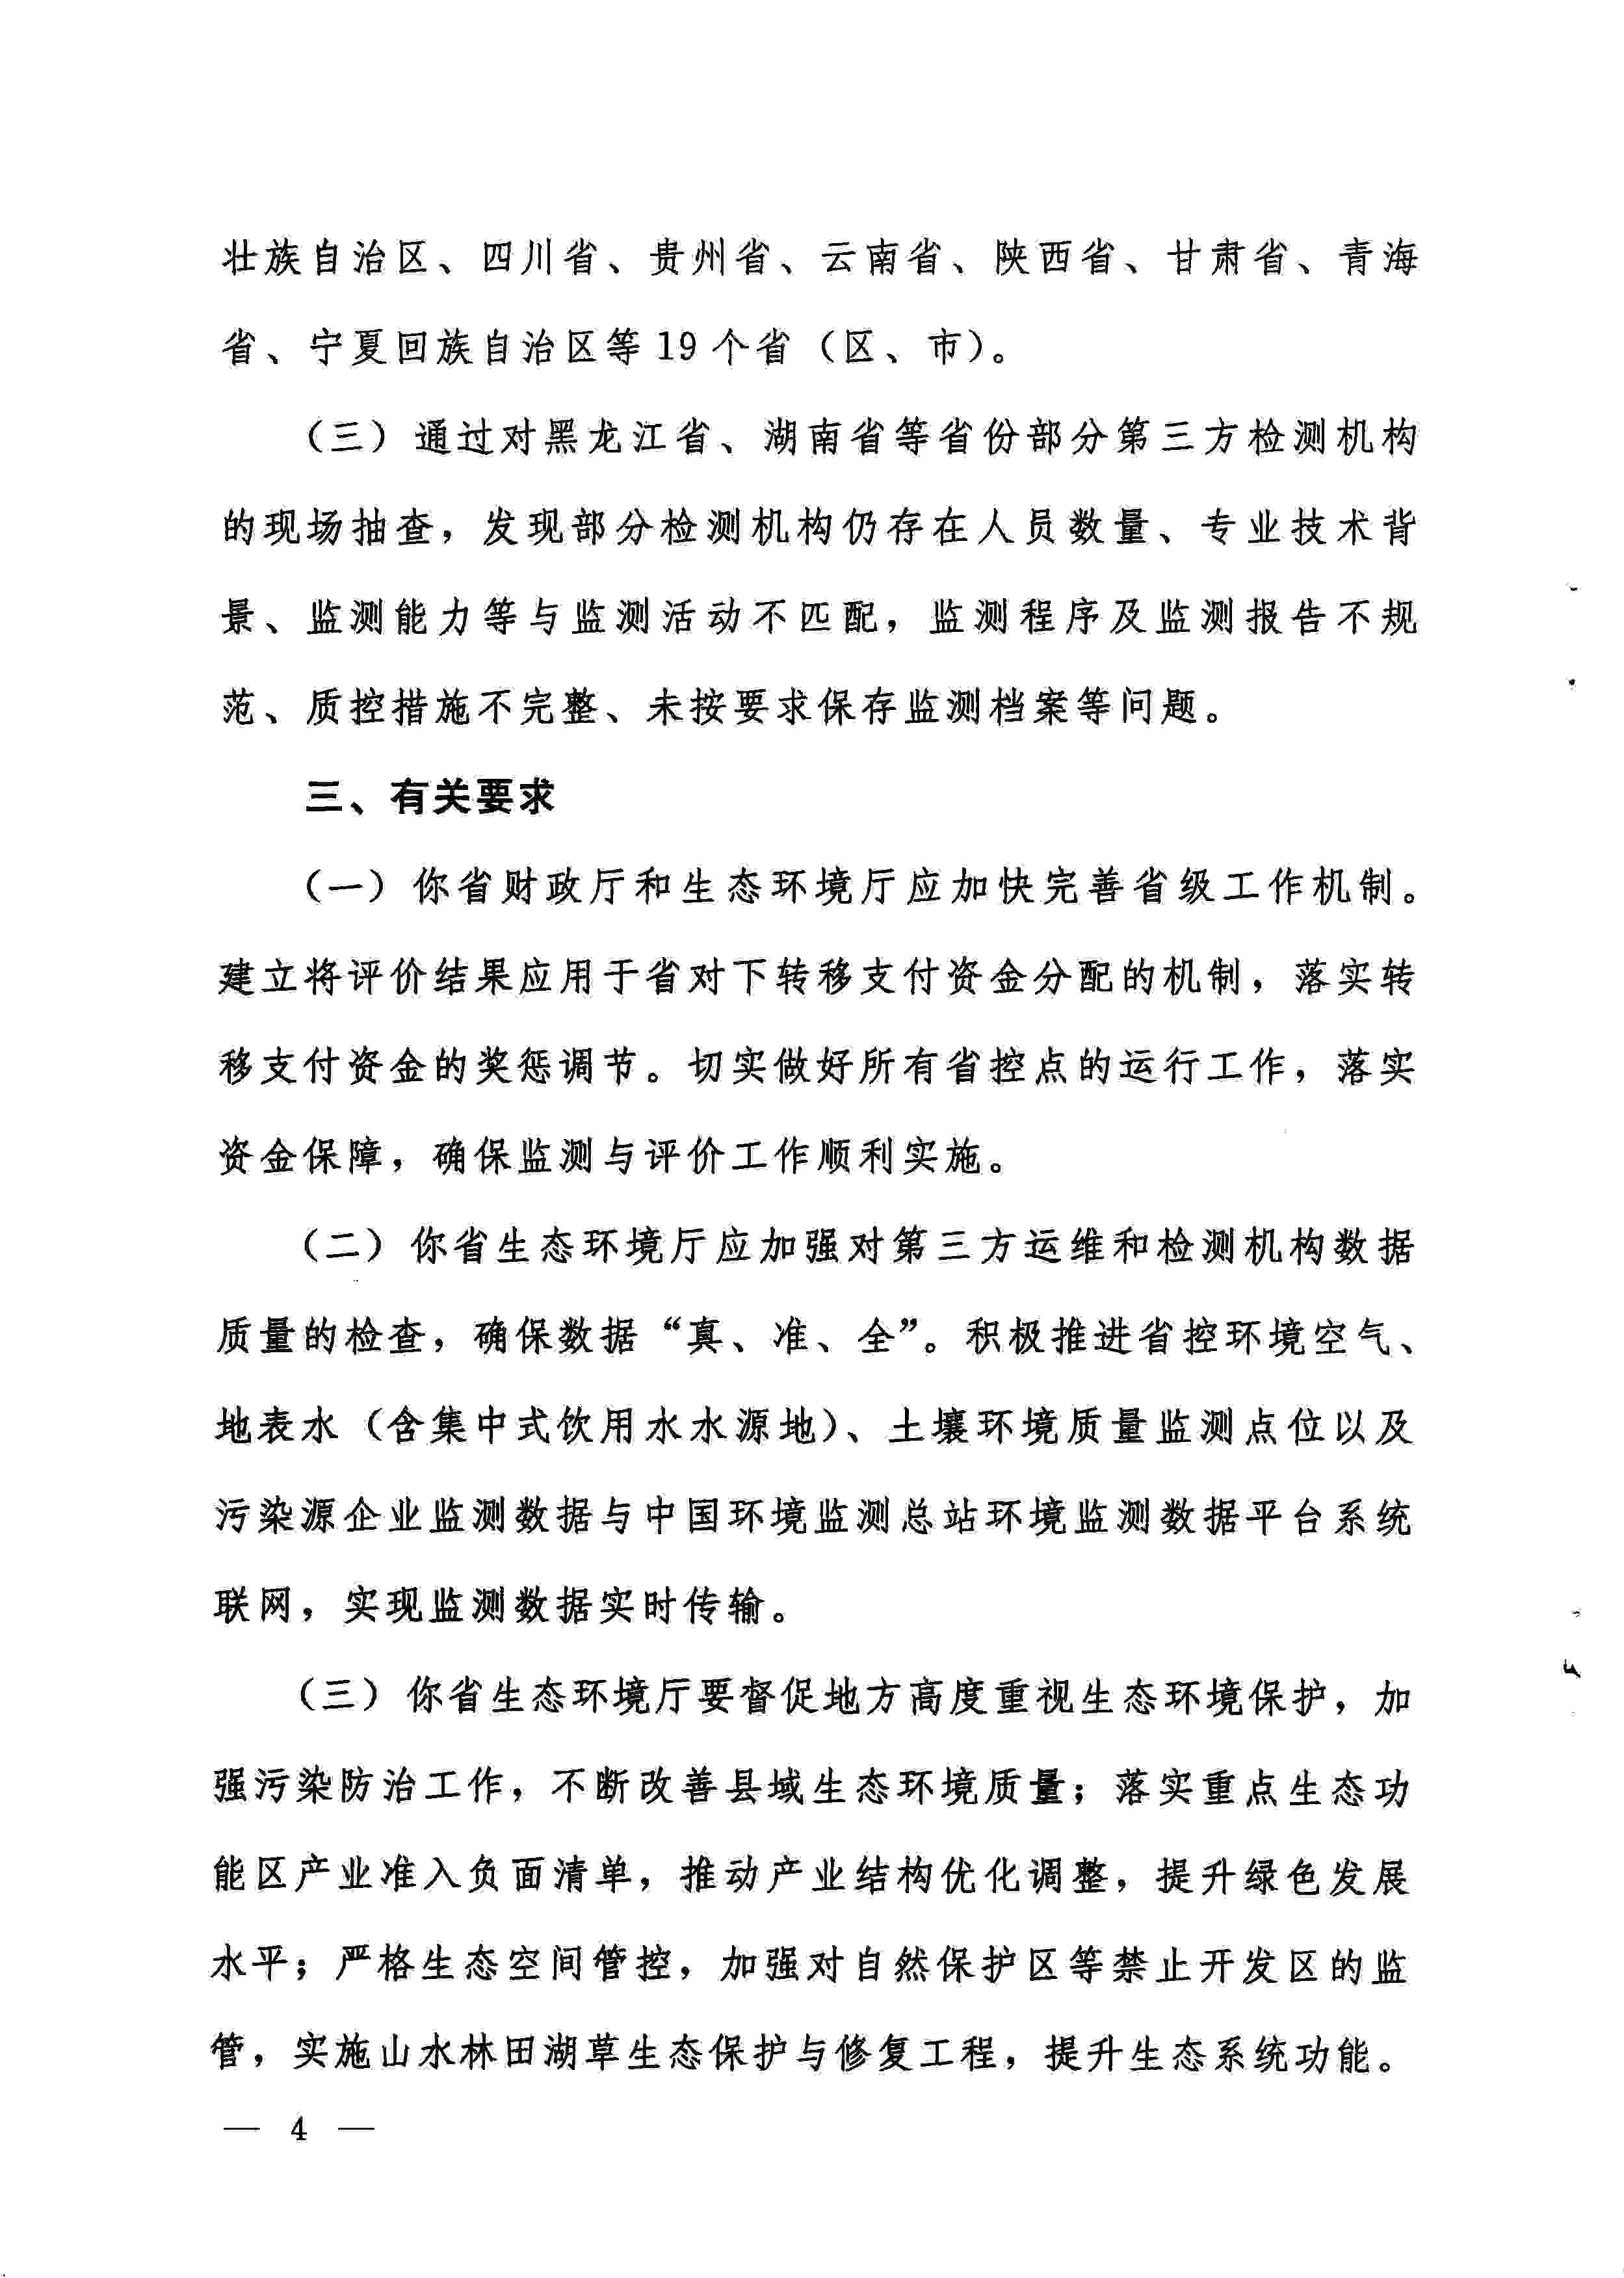 壮族自治区、四川省、贵州省、云南省、陕西省、甘肃省、青海
省、宁夏回族自治区等 19 个省（区、市）。
（三）通过对黑龙江省、湖南省等省份部分第三方检测机构
的现场抽查，发现部分检测机构仍存在人员数量、专业技术背
景、监测能力等与监测活动不匹配，监测程序及监测报告不规
范、质控措施不完整、未按要求保存监测档案等问题。
三、有关要求
（一）你省财政厅和生态环境厅应加快完善省级工作机制。
建立将评价结果应用于省对下转移支付资金分配的机制，落实转
移支付资金的奖惩调节。切实做好所有省控点的运行工作，落实
资金保障，确保监测与评价工作顺利实施。
（二）你省生态环境厅应加强对第三方运维和检测机构数据
质量的检查，确保数据“真、准、全”。积极推进省控环境空气、
地表水（含集中式饮用水水源地）、土壤环境质量监测点位以及
污染源企业监测数据与中国环境监测总站环境监测数据平台系统
联网，实现监测数据实时传输。
（三）你省生态环境厅要督促地方高度重视生态环境保护，加
强污染防治工作，不断改善县域生态环境质量；落实重点生态功
能区产业准入负面清单，推动产业结构优化调整，提升绿色发展
水平；严格生态空间管控，加强对自然保护区等禁止开发区的监
管，实施山水林田湖草生态保护与修复工程，提升生态系统功能。
— 4 —